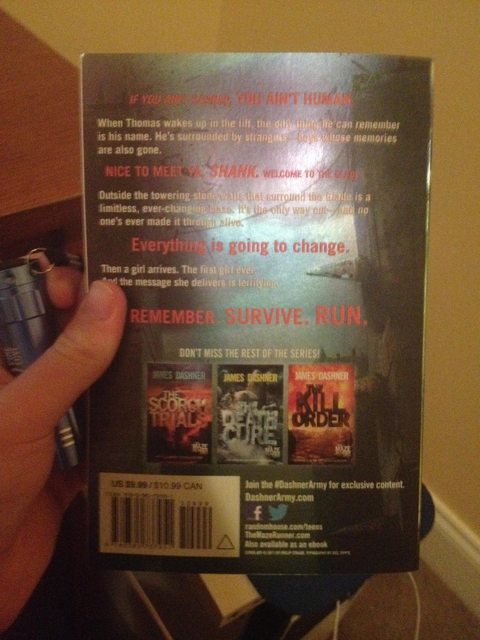 IF YOU AIN'T SCARED, YOU AIN'T HUMAN.
When Thomas wakes up in the lift, the only thing he can remember
is his name. He's surrounded by strangers—boys whose memories
are also gone.
NICE TO MEET YA, SHANK. WELCOME TO THE GLADE.
Outside the towering stone walls that surround the Glade is a
limitless, ever-changing maze. It's the only way out—and no
one's ever made it through alive.
Everything is going to change.
Then a girl arrives. The first girl ever.
And the message she delivers is terrifying.
REMEMBER. SURVIVE. RUN.
DON'T MISS THE REST OF THE SERIES!
JAMES DASHNER
THE SCORCH
TRIALS
JAMES DASHNER
THE DEATH
CURE
JAMES DASHNER
THE KILL
ORDER
US $9.99 / $10.99 CAN
Join the #DashnerArmy for exclusive content.
DashnerArmy.com
randomhouse.com/teens
TheMazeRunner.com
Also available as an ebook